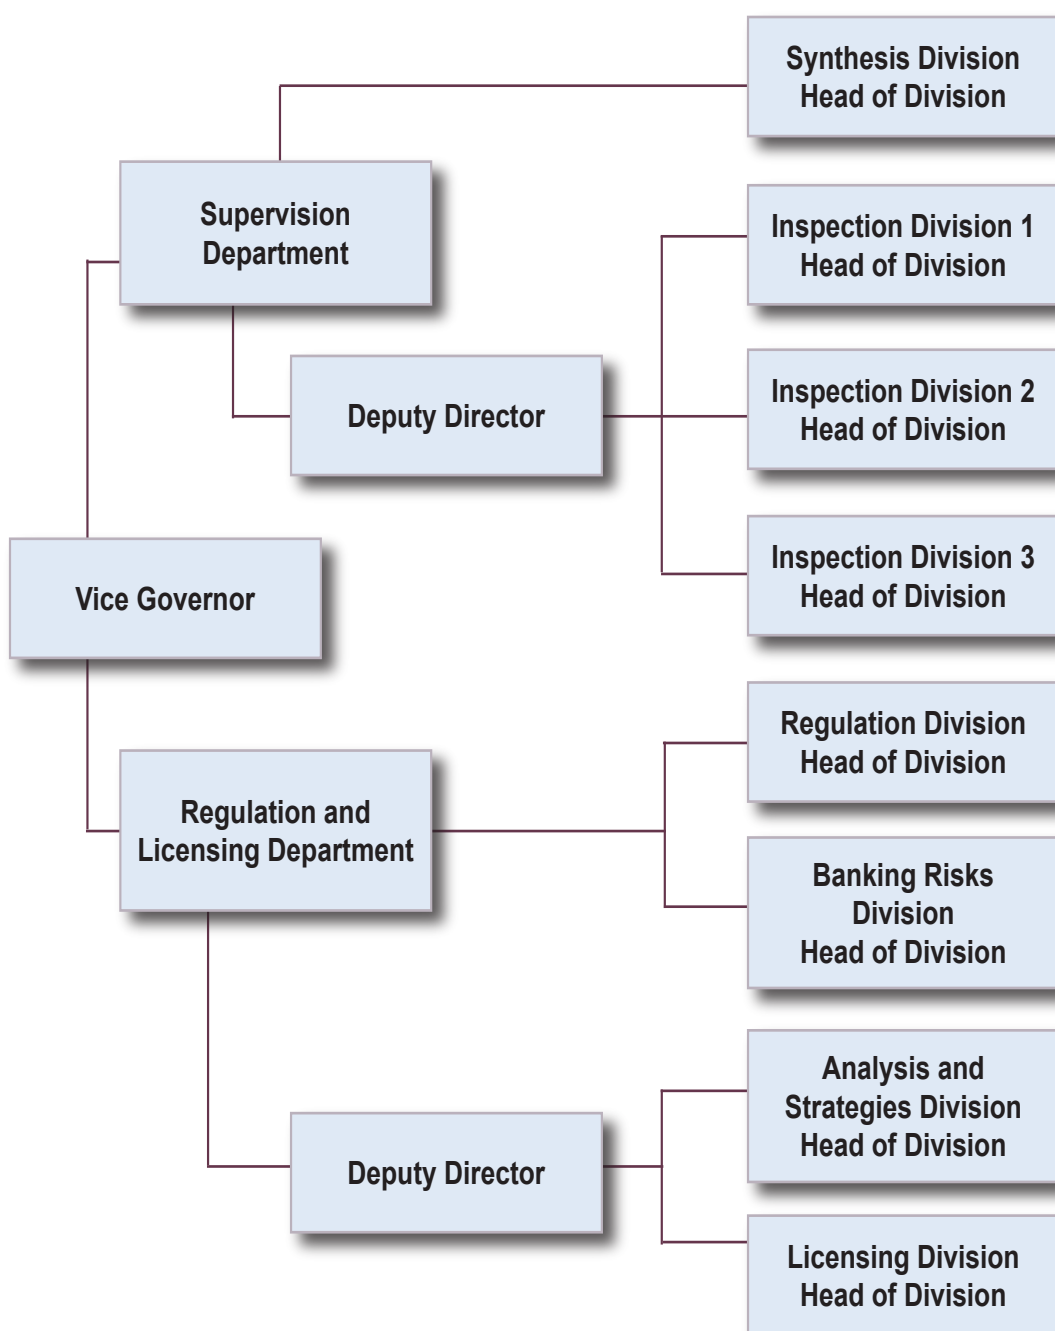 Synthesis Division
Head of Division
Supervision
Department
Inspection Division 1
Head of Division
Deputy Director
Inspection Division 2
Head of Division
Inspection Division 3
Head of Division
Vice Governor
Regulation Division
Head of Division
Regulation and
Licensing Department
Banking Risks
Division
Head of Division
Analysis and
Strategies Division
Head of Division
Deputy Director
Licensing Division
Head of Division